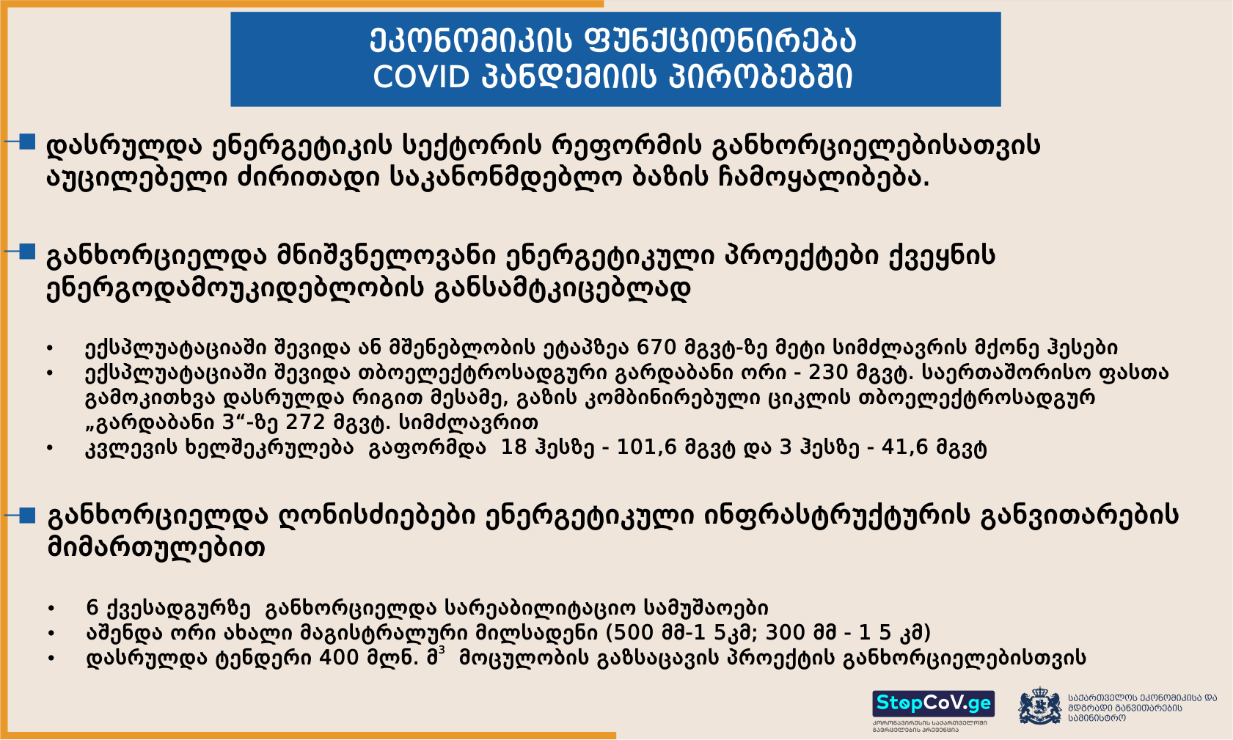 ეკონომიკის ფუნქციონირება
COVID პანდემიის პირობებში
დასრულდა ენერგეტიკის სექტორის რეფორმის განხორციელებისათვის
აუცილებელი ძირითადი საკანონმდებლო ბაზის ჩამოყალიბება.
განხორციელდა მნიშვნელოვანი ენერგეტიკული პროექტები ქვეყნის
ენერგოდამოუკიდებლობის განსამტკიცებლად
• ექსპლუატაციაში შევიდა ან მშენებლობის ეტაპზეა 670 მგვტ-ზე მეტი სიმძლავრის მქონე ჰესები
• ექსპლუატაციაში შევიდა თბოელექტროსადგური გარდაბანი ორი - 230 მგვტ. საერთაშორისო ფასთა
გამოკითხვა დასრულდა რიგით მესამე, გაზის კომბინირებული ციკლის თბოელექტროსადგურ
„გარდაბანი 3“-ზე 272 მგვტ. სიმძლავრით
• კვლევის ხელშეკრულება გაფორმდა 18 ჰესზე - 101,6 მგვტ და 3 ჰესზე - 41,6 მგვტ
განხორციელდა ღონისძიებები ენერგეტიკული ინფრასტრუქტურის განვითარების
მიმართულებით
• 6 ქვესადგურზე განხორციელდა სარეაბილიტაციო სამუშაოები
• აშენდა ორი ახალი მაგისტრალური მილსადენი (500 მმ-1 5კმ; 300 მმ - 1 5 კმ)
• დასრულდა ტენდერი 400 მლნ. მ³ მოცულობის გაზსაცავის პროექტის განხორციელებისთვის
StopCoV.ge
კორონავირუსის საქართველოში
გავრცელების პრევენცია
საქართველოს ეკონომიკისა და
მდგრადი განვითარების
სამინისტრო